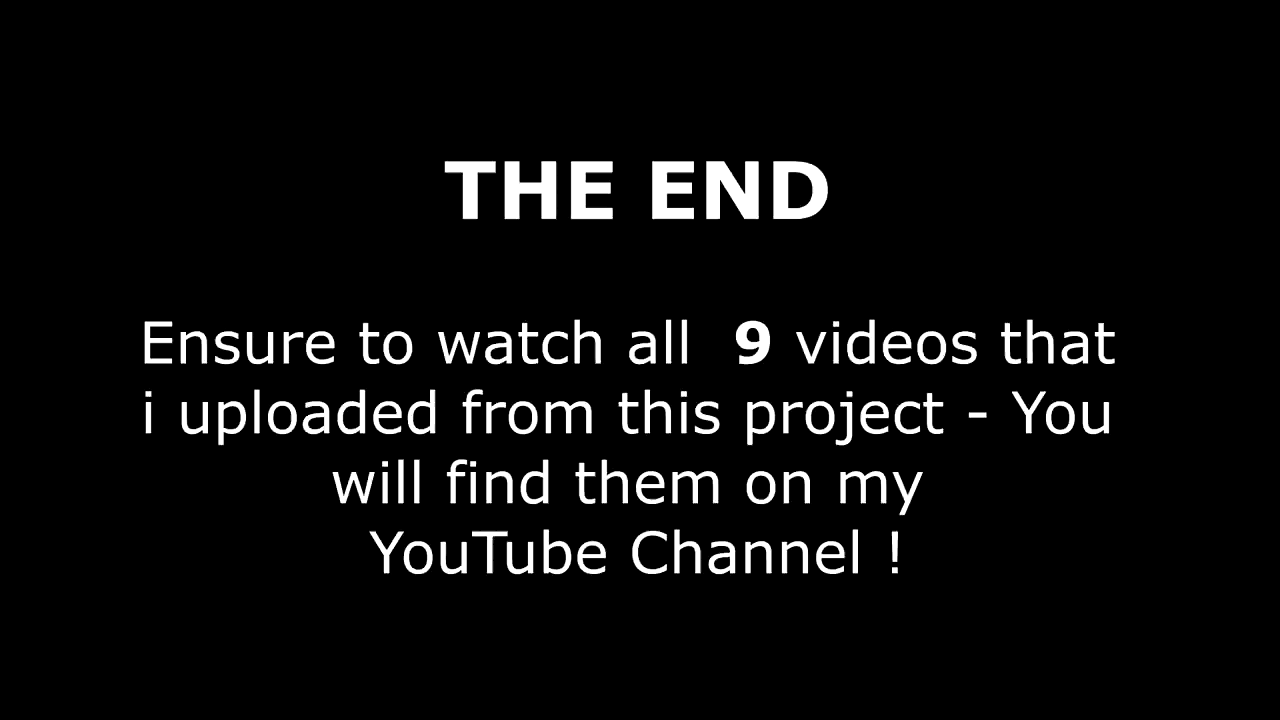 THE END
Ensure to watch all  9 videos that
i uploaded from this project - You
will find them on my
YouTube Channel !